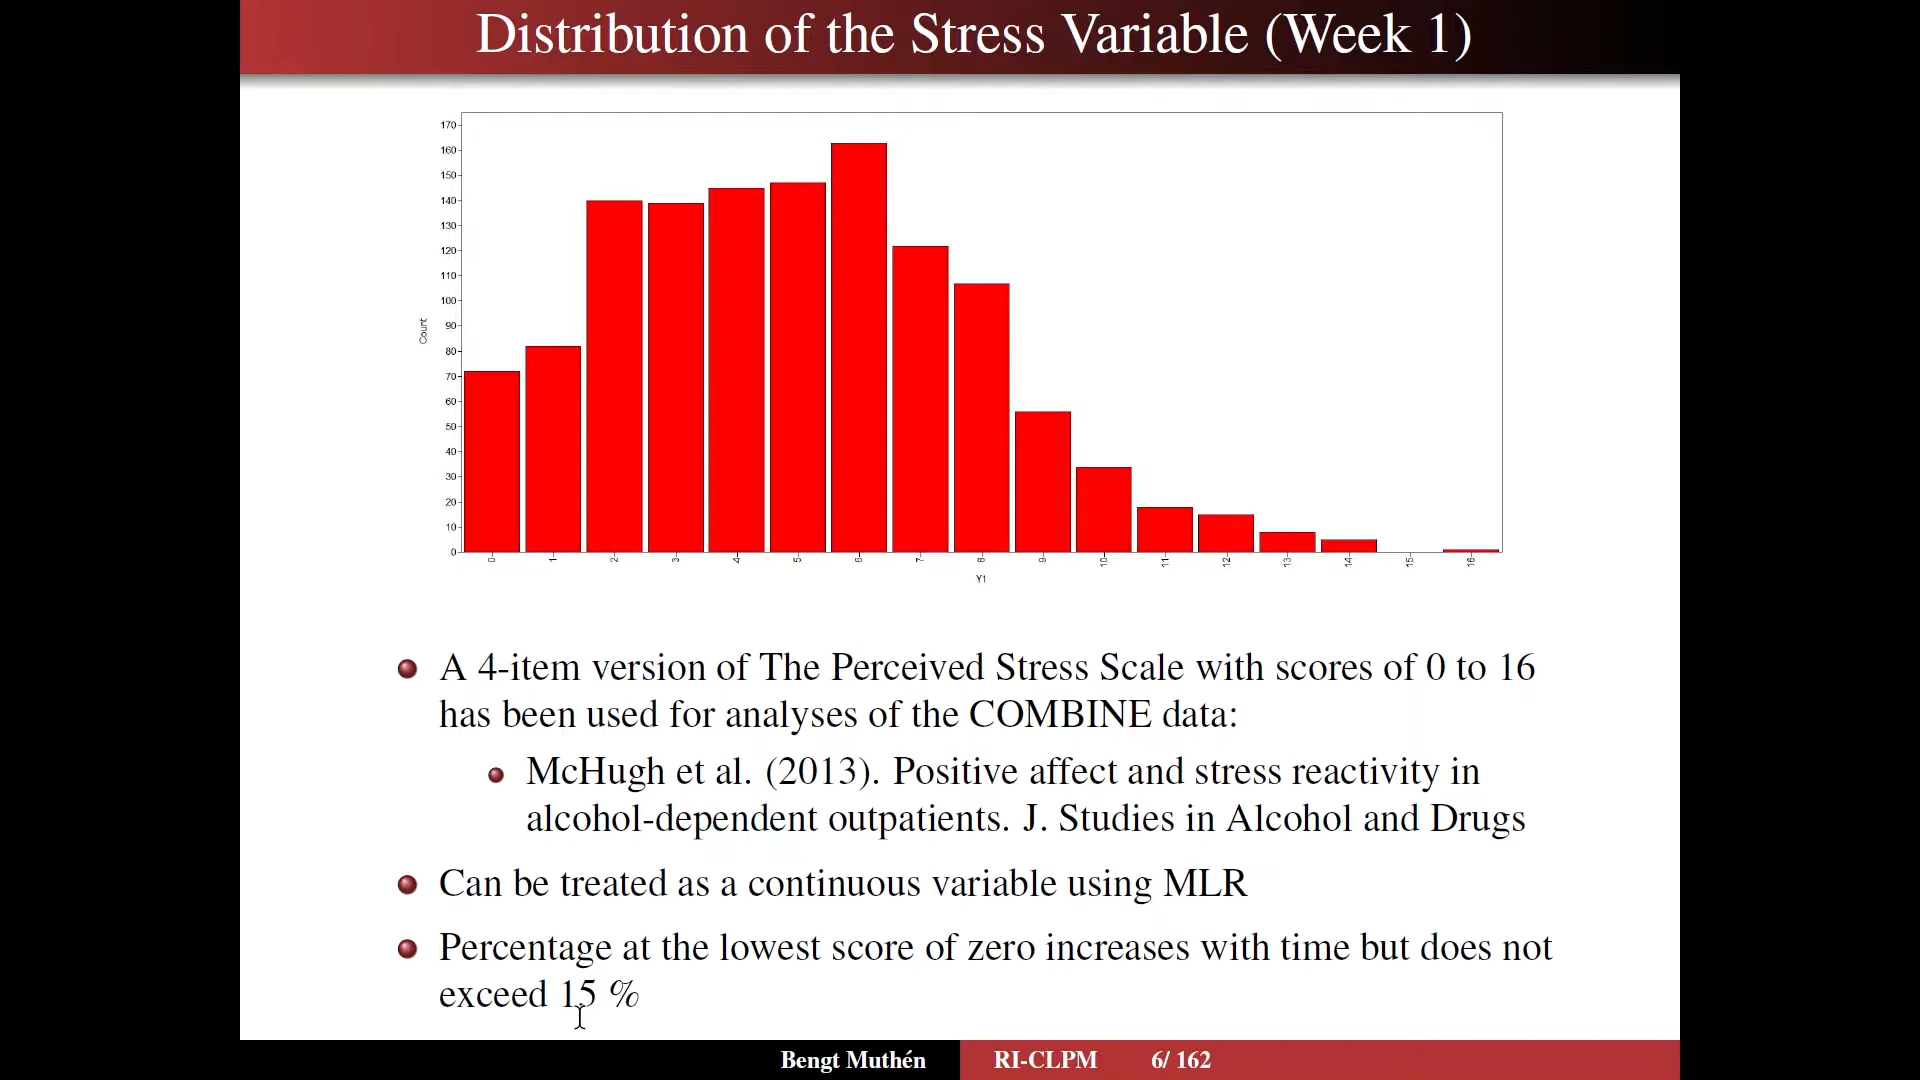 Distribution of the Stress Variable (Week 1)
170
160
150
140
130
120
110
100
90
80
70
60
50
40
30
20
10
0
Count
0 1 2 3 4 5 6 7 8 9 10 11 12 13 14 15 16
Y1
A 4-item version of The Perceived Stress Scale with scores of 0 to 16
has been used for analyses of the COMBINE data:
McHugh et al. (2013). Positive affect and stress reactivity in
alcohol-dependent outpatients. J. Studies in Alcohol and Drugs
Can be treated as a continuous variable using MLR
Percentage at the lowest score of zero increases with time but does not
exceed 15 %
Bengt Muthén RI-CLPM 6/ 162